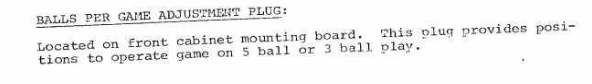 BALLS PER GAME ADJUSTMENT PLUG:
Located on front cabinet mounting board. This plug provides posi-
tions to operate game on 5 ball or 3 ball play.